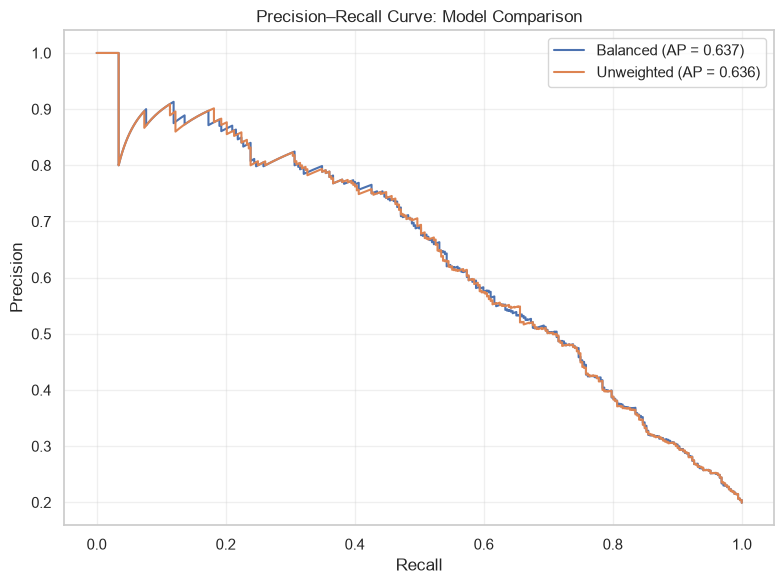 Precision–Recall Curve: Model Comparison
Balanced (AP = 0.637)
Unweighted (AP = 0.636)
Precision
1.0
0.9
0.8
0.7
0.6
0.5
0.4
0.3
0.2
0.0 0.2 0.4 0.6 0.8 1.0
Recall